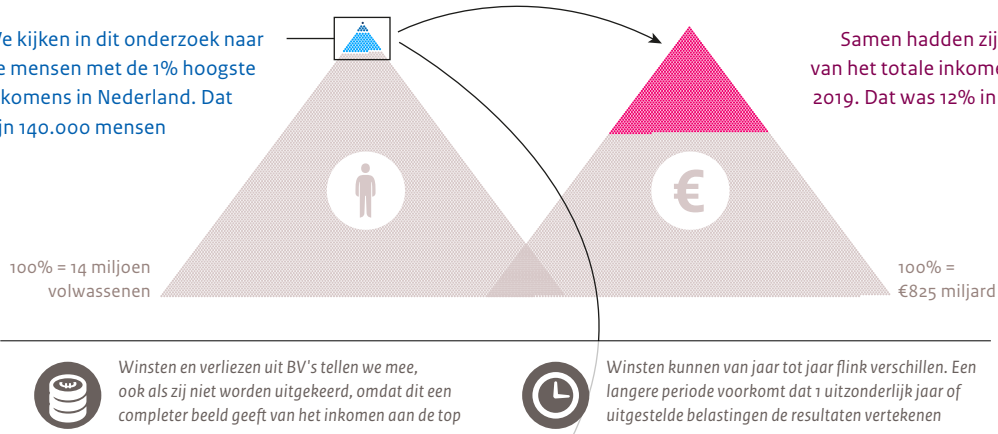 kijken in dit onderzoek naar
mensen met de 1% hoogste
komens in Nederland. Dat
140.000 mensen
Samen hadden zij
van het totale inkome
2019. Dat was 12% in
€
100% = 14 miljoen
volwassenen
100% =
€825 miljard
Winsten en verliezen uit BV's tellen we mee,
ook als zij niet worden uitgekeerd, omdat dit een
completer beeld geeft van het inkomen aan de top
Winsten kunnen van jaar tot jaar flink verschillen. Een
langere periode voorkomt dat 1 uitzonderlijk jaar of
uitgestelde belastingen de resultaten vertekenen